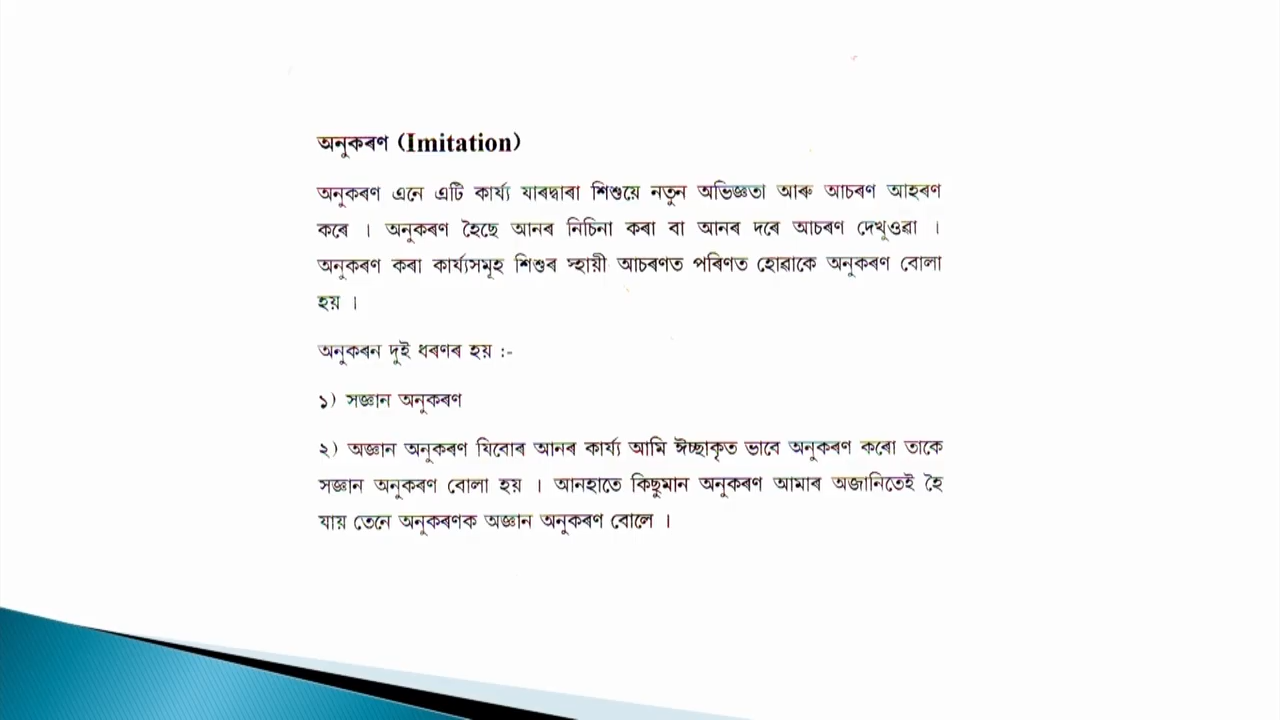 অনুকৰণ (Imitation)
অনুকৰণ এনে এটি কাৰ্য্য যাৰদ্বাৰা শিশুয়ে নতুন অভিজ্ঞতা আৰু আচৰণ আহৰণ
কৰে । অনুকৰণ হৈছে আনৰ নিচিনা কৰা বা আনৰ দৰে আচৰণ দেখুওৱা ।
অনুকৰণ কৰা কাৰ্য্যসমূহ শিশুৰ স্হায়ী আচৰণত পৰিণত হোৱাকে অনুকৰণ বোলা
হয় ।
অনুকৰন দুই ধৰণৰ হয় :-
১) সজ্ঞান অনুকৰণ
২) অজ্ঞান অনুকৰণ যিবোৰ আনৰ কাৰ্য্য আমি ঈচ্ছাকৃত ভাবে অনুকৰণ কৰো তাকে
সজ্ঞান অনুকৰণ বোলা হয় । আনহাতে কিছুমান অনুকৰণ আমাৰ অজানিতেই হৈ
যায় তেনে অনুকৰণক অজ্ঞান অনুকৰণ বোলে ।